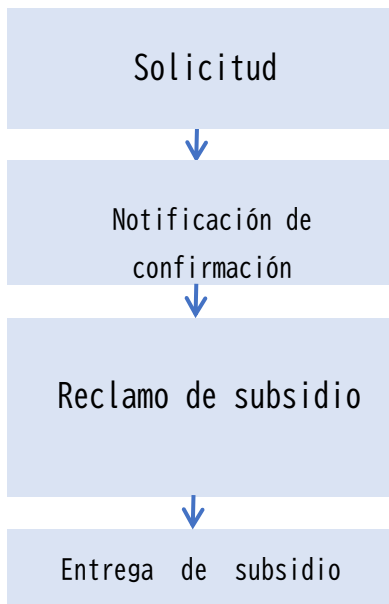 Solicitud
Notificación de
confirmación
Reclamo de subsidio
Entrega de subsidio